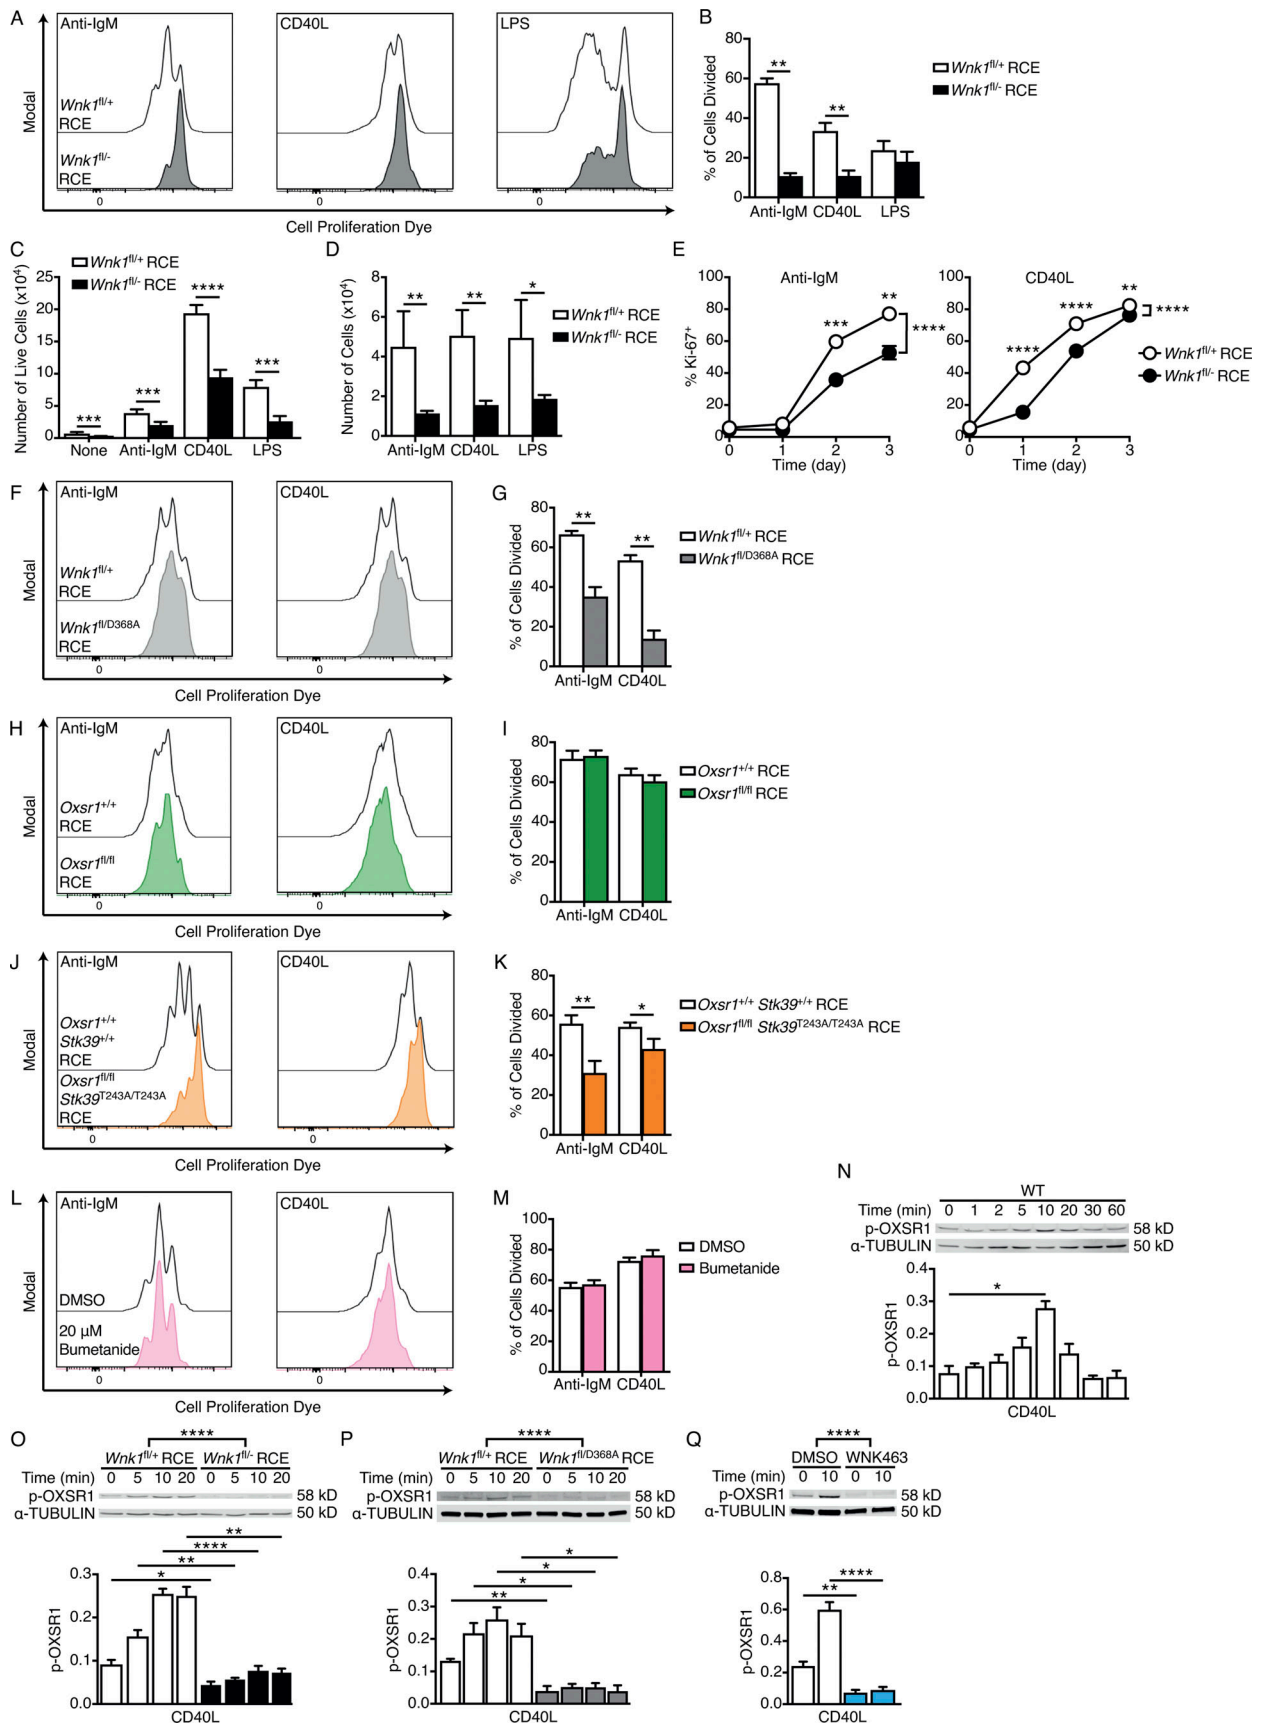 A
Anti-IgM
CD40L
LPS
Modal
Wnk1fl/+
RCE
Wnk1fl/-
RCE
0
0
0
Cell Proliferation Dye
B
% of Cells Divided
80
60
40
20
0
**
**
Anti-IgM CD40L LPS
Wnk1fl/+ RCE
Wnk1fl/- RCE
C
Wnk1fl/+ RCE
Wnk1fl/- RCE
Number of Live Cells (x10⁴)
25
20
15
10
5
0
***
***
****
***
None Anti-IgM CD40L LPS
D
Number of Cells (x10⁴)
8
6
4
2
0
**
**
*
Wnk1fl/+ RCE
Wnk1fl/- RCE
Anti-IgM CD40L LPS
E
% Ki-67⁺
Anti-IgM
100
80
60
40
20
0
***
**
****
0 1 2 3
Time (day)
CD40L
100
80
60
40
20
0
****
****
**
****
0 1 2 3
Time (day)
Wnk1fl/+ RCE
Wnk1fl/- RCE
F
Anti-IgM
CD40L
Modal
Wnk1fl/+
RCE
Wnk1fl/D368A
RCE
0
0
Cell Proliferation Dye
G
% of Cells Divided
80
60
40
20
0
**
**
Anti-IgM CD40L
Wnk1fl/+ RCE
Wnk1fl/D368A RCE
H
Anti-IgM
CD40L
Modal
Oxsr1+/+
RCE
Oxsr1fl/fl
RCE
0
0
Cell Proliferation Dye
I
% of Cells Divided
80
60
40
20
0
Anti-IgM CD40L
Oxsr1+/+ RCE
Oxsr1fl/fl RCE
J
Anti-IgM
CD40L
Modal
Oxsr1+/+
Stk39+/+
RCE
Oxsr1fl/fl
Stk39T243A/T243A
RCE
0
0
Cell Proliferation Dye
K
% of Cells Divided
80
60
40
20
0
**
*
Anti-IgM CD40L
Oxsr1+/+ Stk39+/+ RCE
Oxsr1fl/fl Stk39T243A/T243A RCE
L
Anti-IgM
CD40L
Modal
DMSO
20 µM
Bumetanide
0
0
Cell Proliferation Dye
M
% of Cells Divided
100
80
60
40
20
0
Anti-IgM CD40L
DMSO
Bumetanide
N
WT
Time (min) 0 1 2 5 10 20 30 60
p-OXSR1 58 kD
α-TUBULIN 50 kD
p-OXSR1
0.4
0.3
0.2
0.1
0.0
*
CD40L
O
****
Wnk1fl/+ RCE Wnk1fl/- RCE
Time (min) 0 5 10 20 0 5 10 20
p-OXSR1 58 kD
α-TUBULIN 50 kD
**
****
**
*
p-OXSR1
0.3
0.2
0.1
0.0
CD40L
P
****
Wnk1fl/+ RCE Wnk1fl/D368A RCE
Time (min) 0 5 10 20 0 5 10 20
p-OXSR1 58 kD
α-TUBULIN 50 kD
*
*
*
**
p-OXSR1
0.4
0.3
0.2
0.1
0.0
CD40L
Q
****
DMSO WNK463
Time (min) 0 10 0 10
p-OXSR1 58 kD
α-TUBULIN 50 kD
****
**
p-OXSR1
0.8
0.6
0.4
0.2
0.0
CD40L